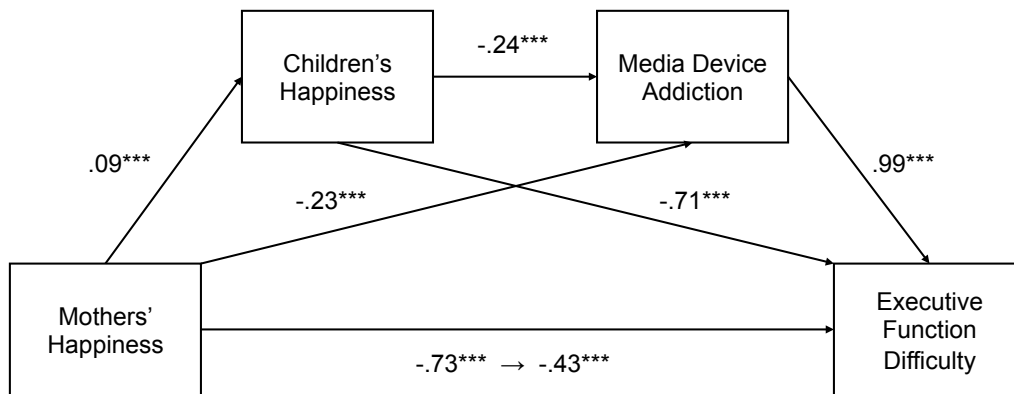 Children’s
Happiness
-.24***
Media Device
Addiction
.09***
-.23***
-.71***
.99***
Mothers’
Happiness
-.73*** → -.43***
Executive
Function
Difficulty